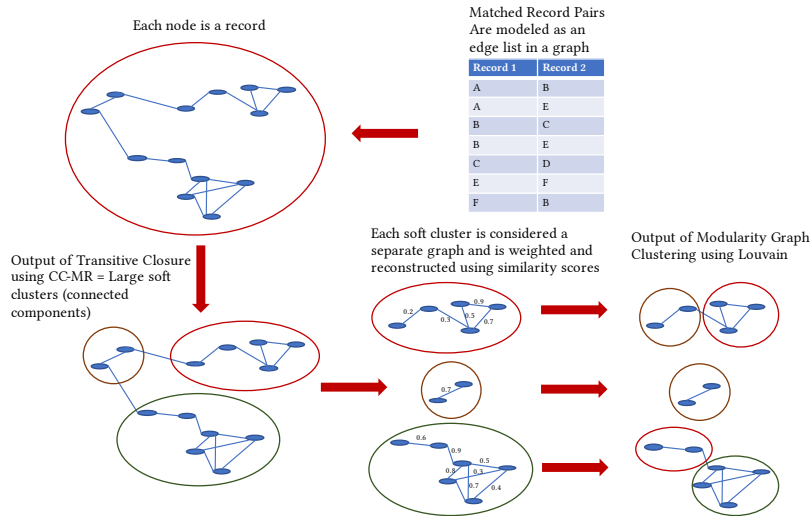 Each node is a record
Matched Record Pairs
Are modeled as an
edge list in a graph
Record 1 Record 2
A B
A E
B C
B E
C D
E F
F B
Output of Transitive Closure
using CC-MR = Large soft
clusters (connected
components)
Each soft cluster is considered a
separate graph and is weighted and
reconstructed using similarity scores
Output of Modularity Graph
Clustering using Louvain
0.2
0.3
0.9
0.5
0.7
0.7
0.6
0.9
0.5
0.8
0.3
0.7
0.4